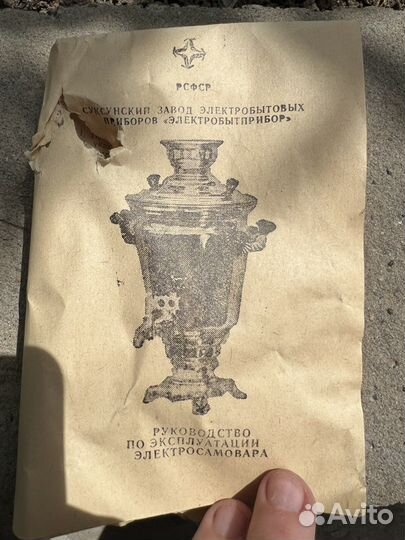 РСФСР
СУКСУНСКИЙ ЗАВОД ЭЛЕКТРОБЫТОВЫХ
ПРИБОРОВ «ЭЛЕКТРОБЫТПРИБОР»
РУКОВОДСТВО
ПО ЭКСПЛУАТАЦИИ
ЭЛЕКТРОСАМОВАРА
Avito